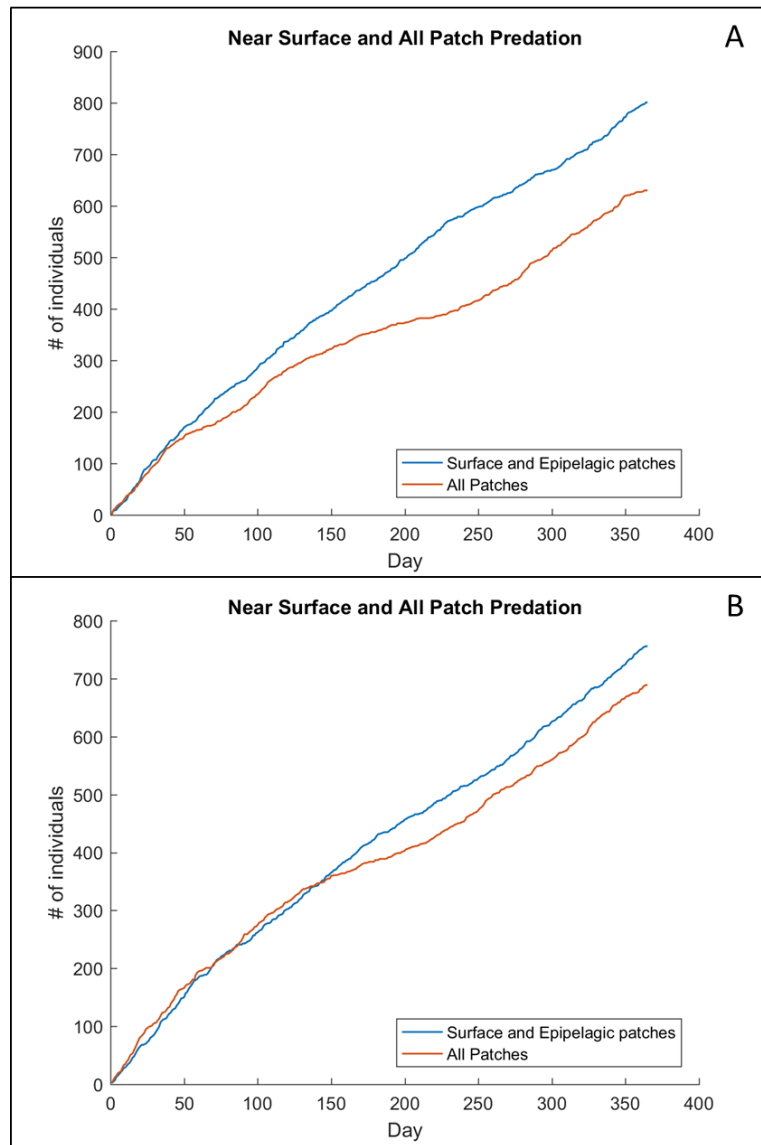 Near Surface and All Patch Predation
A
900
800
700
600
500
400
300
200
100
0
# of individuals
Surface and Epipelagic patches
All Patches
0 50 100 150 200 250 300 350 400
Day
Near Surface and All Patch Predation
B
800
700
600
500
400
300
200
100
0
# of individuals
Surface and Epipelagic patches
All Patches
0 50 100 150 200 250 300 350 400
Day